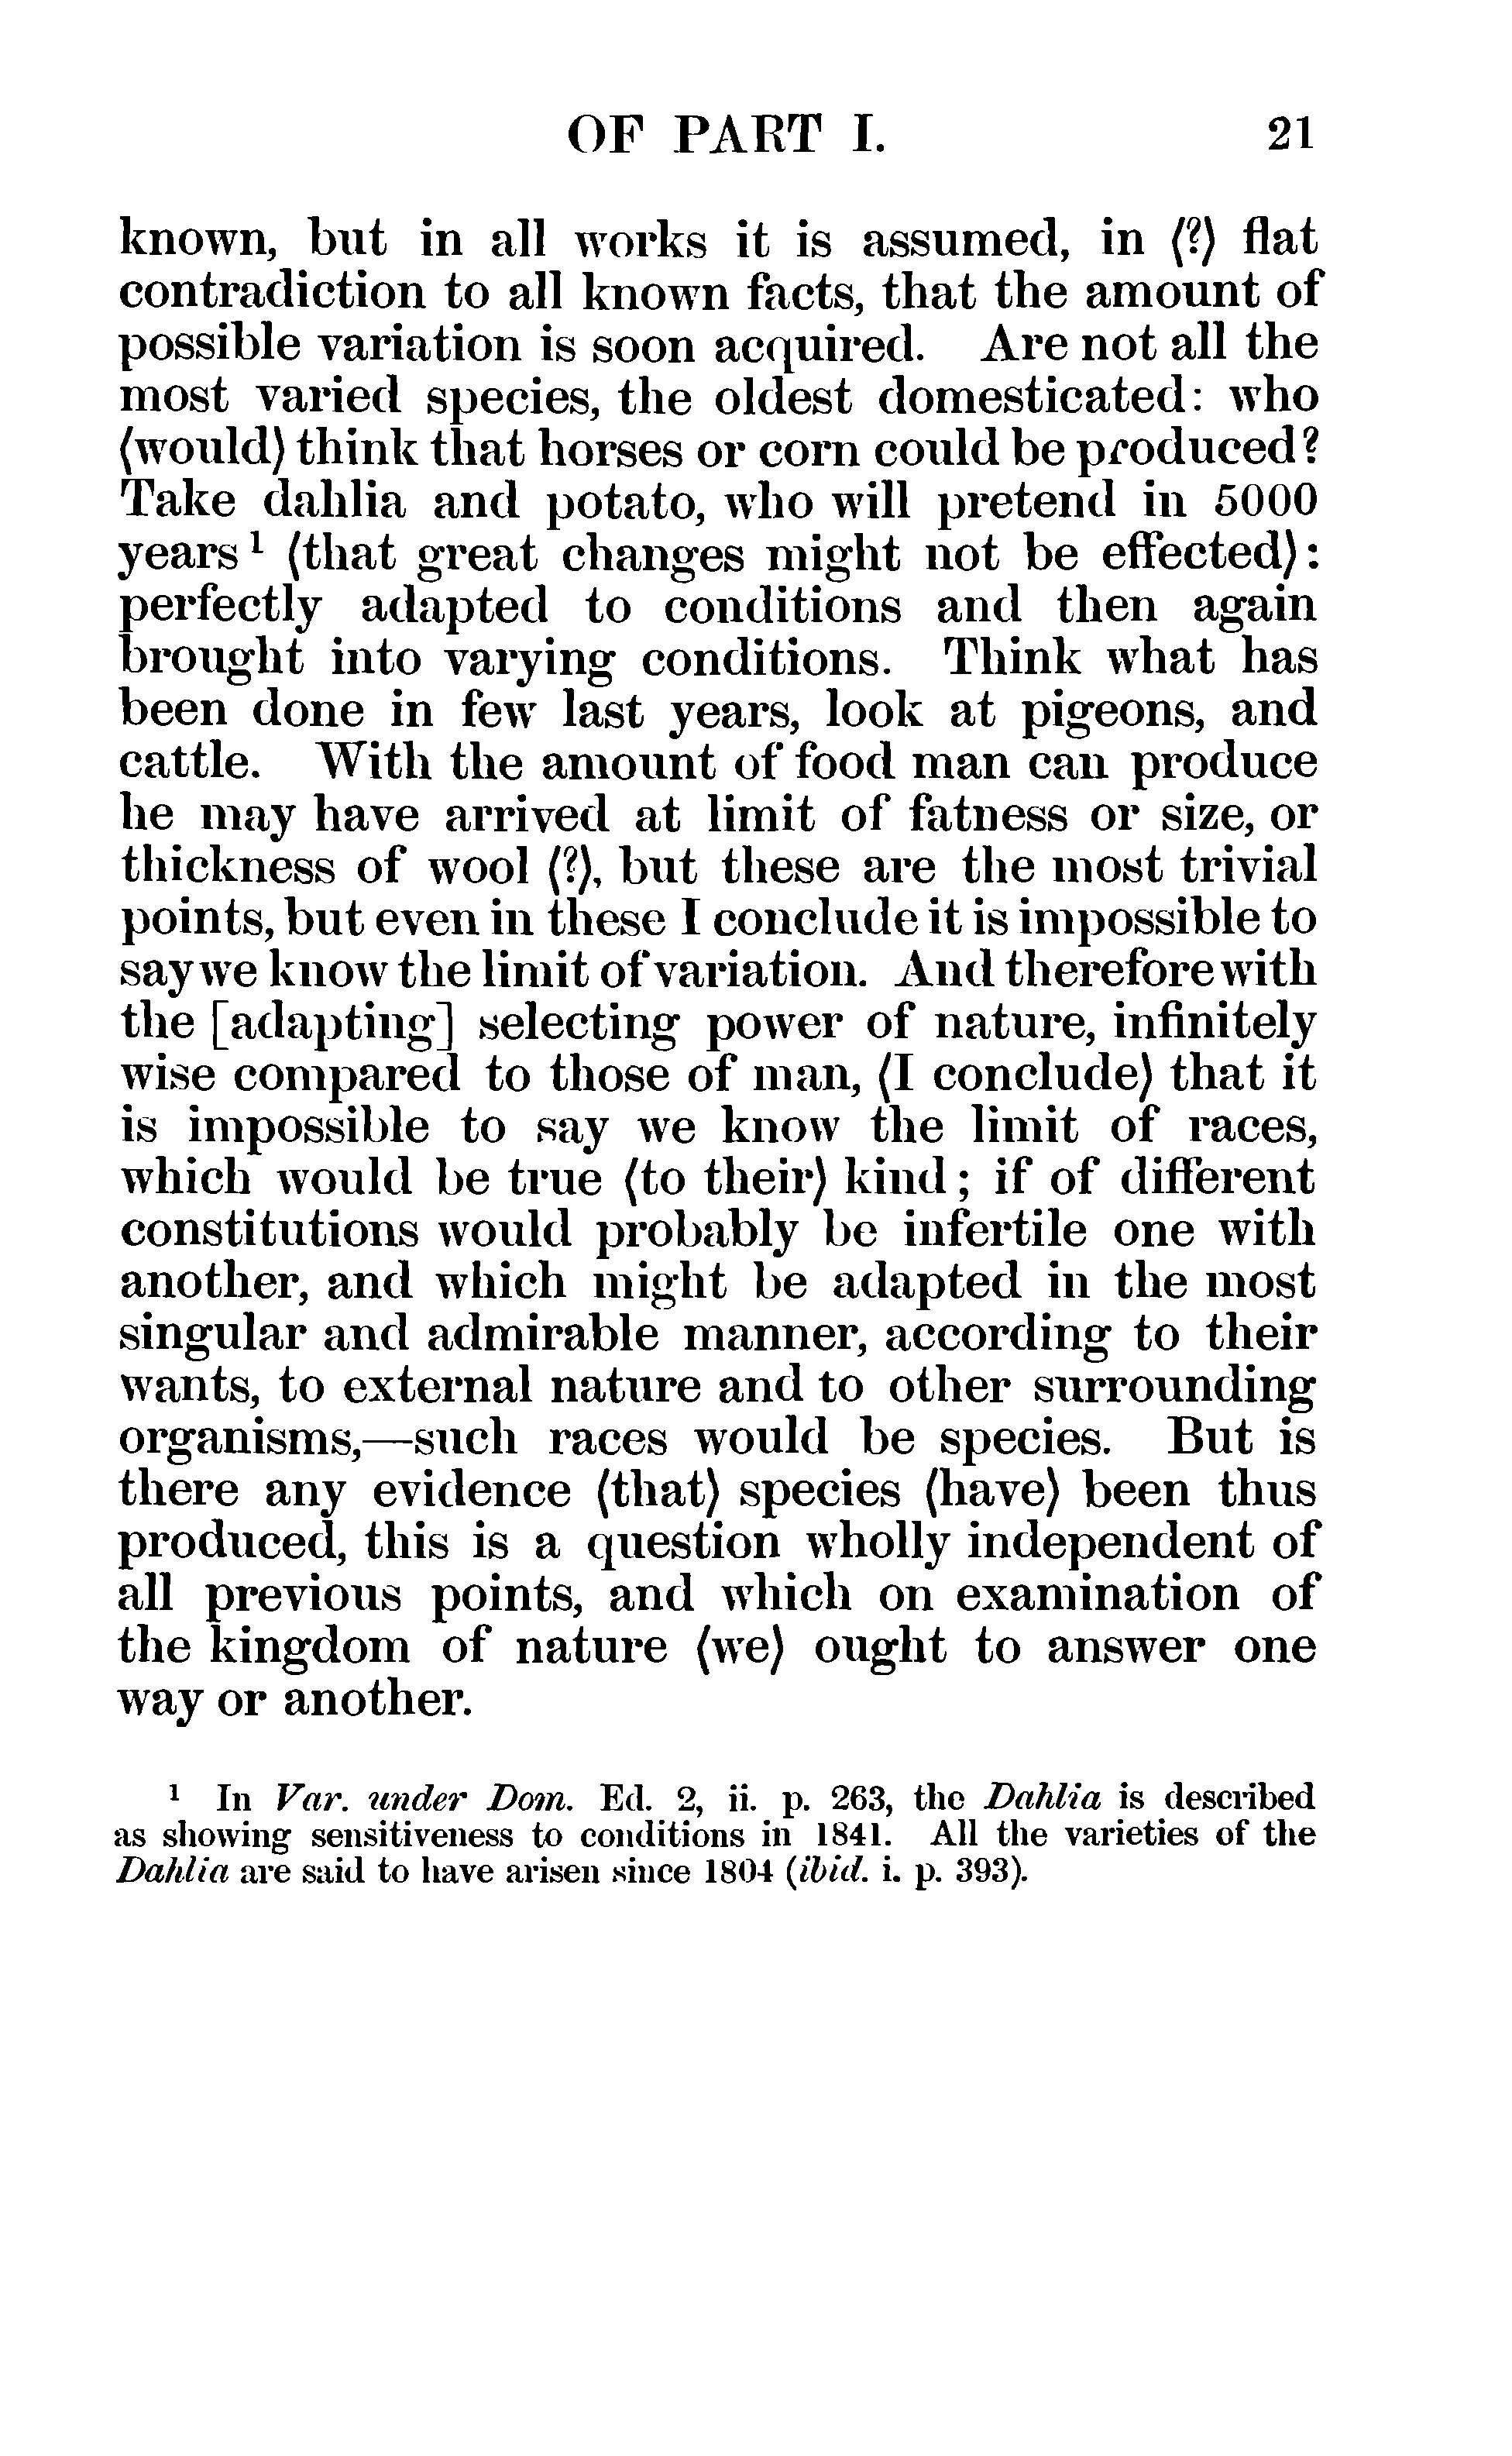 OF PART I. 21
known, but in all works it is assumed, in ⟨?⟩ flat
contradiction to all known facts, that the amount of
possible variation is soon acquired. Are not all the
most varied species, the oldest domesticated: who
⟨would⟩ think that horses or corn could be produced?
Take dahlia and potato, who will pretend in 5000
years¹ ⟨that great changes might not be effected⟩:
perfectly adapted to conditions and then again
brought into varying conditions. Think what has
been done in few last years, look at pigeons, and
cattle. With the amount of food man can produce
he may have arrived at limit of fatness or size, or
thickness of wool ⟨?⟩, but these are the most trivial
points, but even in these I conclude it is impossible to
say we know the limit of variation. And therefore with
the [adapting] selecting power of nature, infinitely
wise compared to those of man, ⟨I conclude⟩ that it
is impossible to say we know the limit of races,
which would be true ⟨to their⟩ kind; if of different
constitutions would probably be infertile one with
another, and which might be adapted in the most
singular and admirable manner, according to their
wants, to external nature and to other surrounding
organisms,—such races would be species. But is
there any evidence ⟨that⟩ species ⟨have⟩ been thus
produced, this is a question wholly independent of
all previous points, and which on examination of
the kingdom of nature ⟨we⟩ ought to answer one
way or another.
¹ In Var. under Dom. Ed. 2, ii. p. 263, the Dahlia is described
as showing sensitiveness to conditions in 1841. All the varieties of the
Dahlia are said to have arisen since 1804 (ibid. i. p. 393).